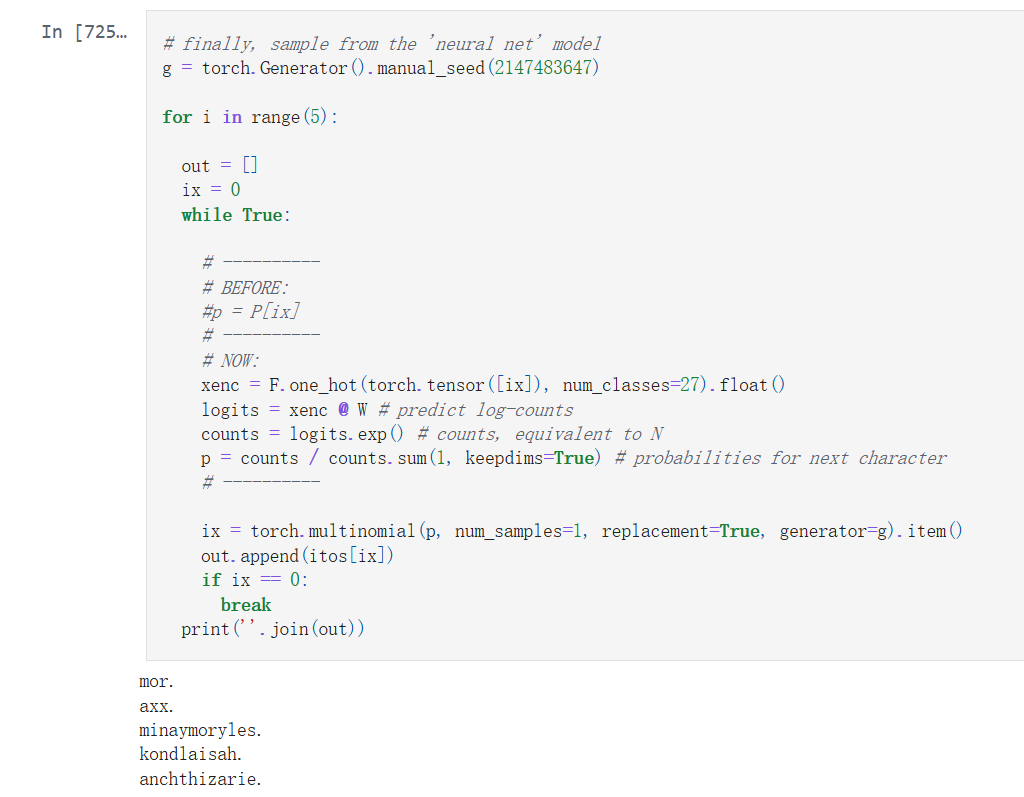 In [725…
# finally, sample from the 'neural net' model
g = torch.Generator().manual_seed(2147483647)
for i in range(5):
out = []
ix = 0
while True:
# ----------
# BEFORE:
#p = P[ix]
# ----------
# NOW:
xenc = F.one_hot(torch.tensor([ix]), num_classes=27).float()
logits = xenc @ W # predict log-counts
counts = logits.exp() # counts, equivalent to N
p = counts / counts.sum(1, keepdims=True) # probabilities for next character
# ----------
ix = torch.multinomial(p, num_samples=1, replacement=True, generator=g).item()
out.append(itos[ix])
if ix == 0:
break
print(''.join(out))
mor.
axx.
minaymoryles.
kondlaisah.
anchthizarie.